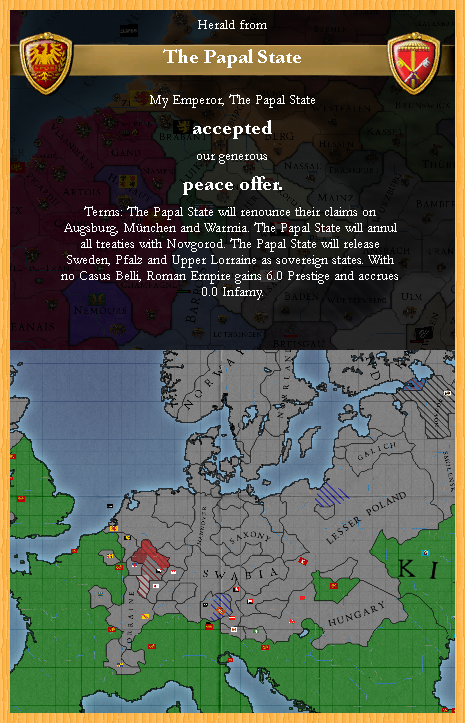 Herald from
The Papal State
My Emperor, The Papal State
accepted
our generous
peace offer.
Terms: The Papal State will renounce their claims on
Augsburg, München and Warmia. The Papal State will annul
all treaties with Novgorod. The Papal State will release
Sweden, Pfalz and Upper Lorraine as sovereign states. With
no Casus Belli, Roman Empire gains 6.0 Prestige and accrues
0.0 Infamy.
NORWA
GALICH
LESSER POLAND
HANNOVER
SAXONY
SWABIA
K I
LORRAINE
HUNGARY